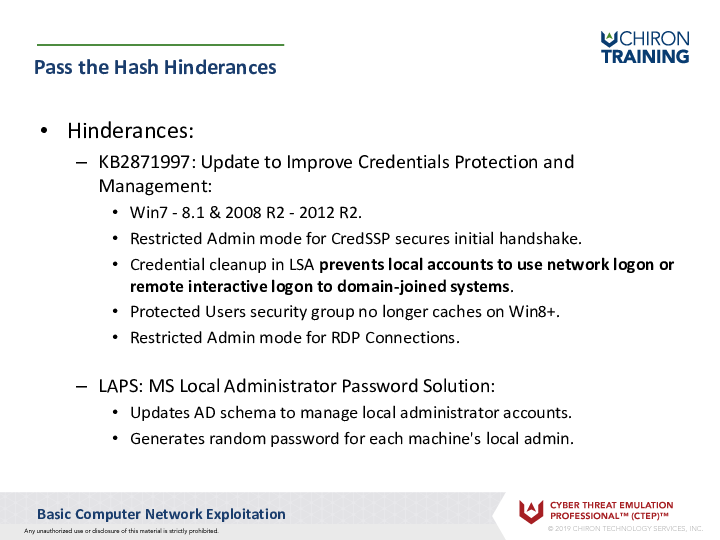 CHIRON
TRAINING
Pass the Hash Hinderances
• Hinderances:
– KB2871997: Update to Improve Credentials Protection and
Management:
• Win7 - 8.1 & 2008 R2 - 2012 R2.
• Restricted Admin mode for CredSSP secures initial handshake.
• Credential cleanup in LSA prevents local accounts to use network logon or
remote interactive logon to domain-joined systems.
• Protected Users security group no longer caches on Win8+.
• Restricted Admin mode for RDP Connections.
– LAPS: MS Local Administrator Password Solution:
• Updates AD schema to manage local administrator accounts.
• Generates random password for each machine's local admin.
Basic Computer Network Exploitation
Any unauthorized use or disclosure of this material is strictly prohibited.
CYBER THREAT EMULATION
PROFESSIONAL™ (CTEP)™
© 2019 CHIRON TECHNOLOGY SERVICES, INC.